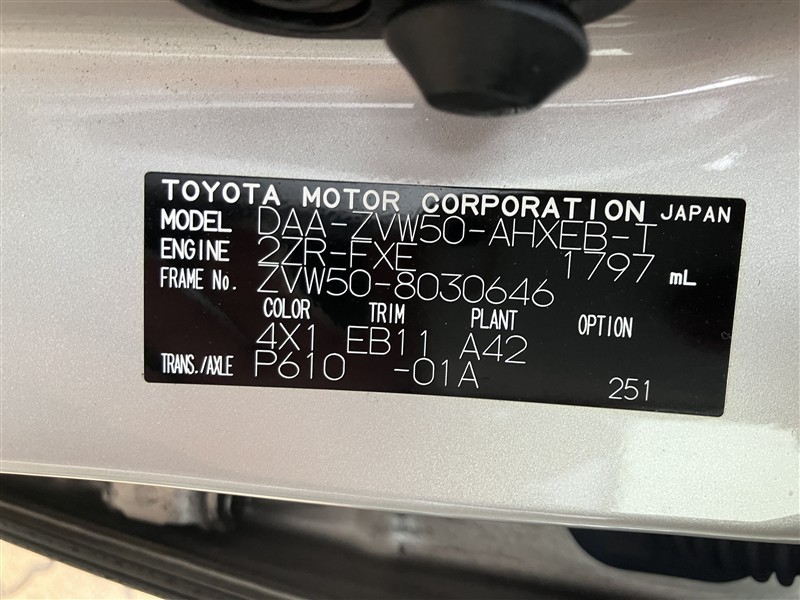 TOYOTA MOTOR CORPORATION JAPAN
MODEL DAA-ZVW50-AHXEB-T
ENGINE 2ZR-FXE 1797 mL
FRAME No. ZVW50-8030646
COLOR TRIM PLANT OPTION
4X1 EB11 A42
TRANS./AXLE P610 -01A 251